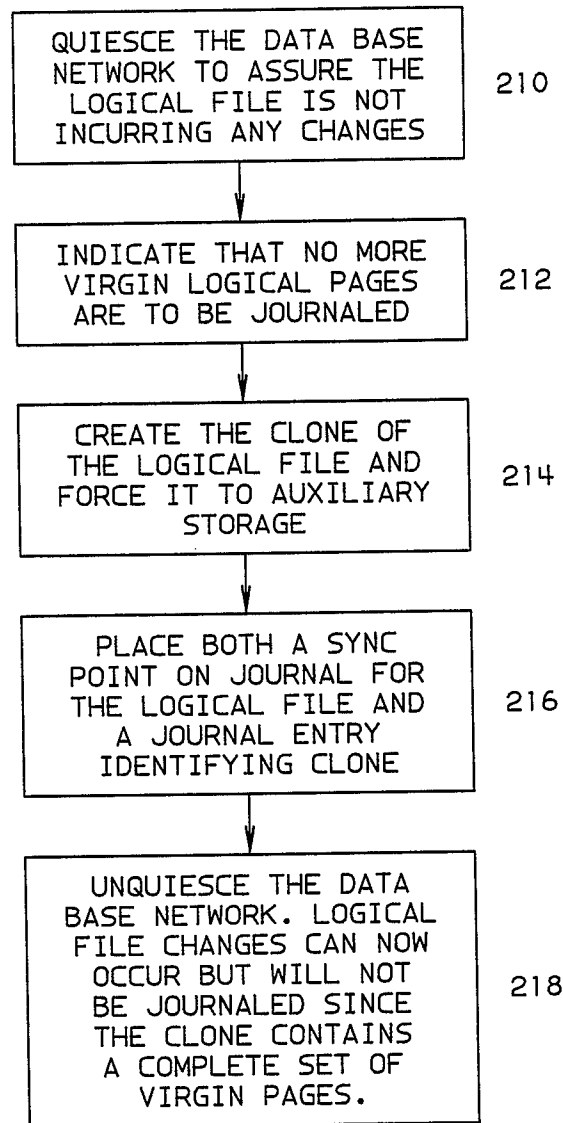 QUIESCE THE DATA BASE
NETWORK TO ASSURE THE
LOGICAL FILE IS NOT
INCURRING ANY CHANGES
210
INDICATE THAT NO MORE
VIRGIN LOGICAL PAGES
ARE TO BE JOURNALED
212
CREATE THE CLONE OF
THE LOGICAL FILE AND
FORCE IT TO AUXILIARY
STORAGE
214
PLACE BOTH A SYNC
POINT ON JOURNAL FOR
THE LOGICAL FILE AND
A JOURNAL ENTRY
IDENTIFYING CLONE
216
UNQUIESCE THE DATA
BASE NETWORK. LOGICAL
FILE CHANGES CAN NOW
OCCUR BUT WILL NOT
BE JOURNALED SINCE
THE CLONE CONTAINS
A COMPLETE SET OF
VIRGIN PAGES.
218